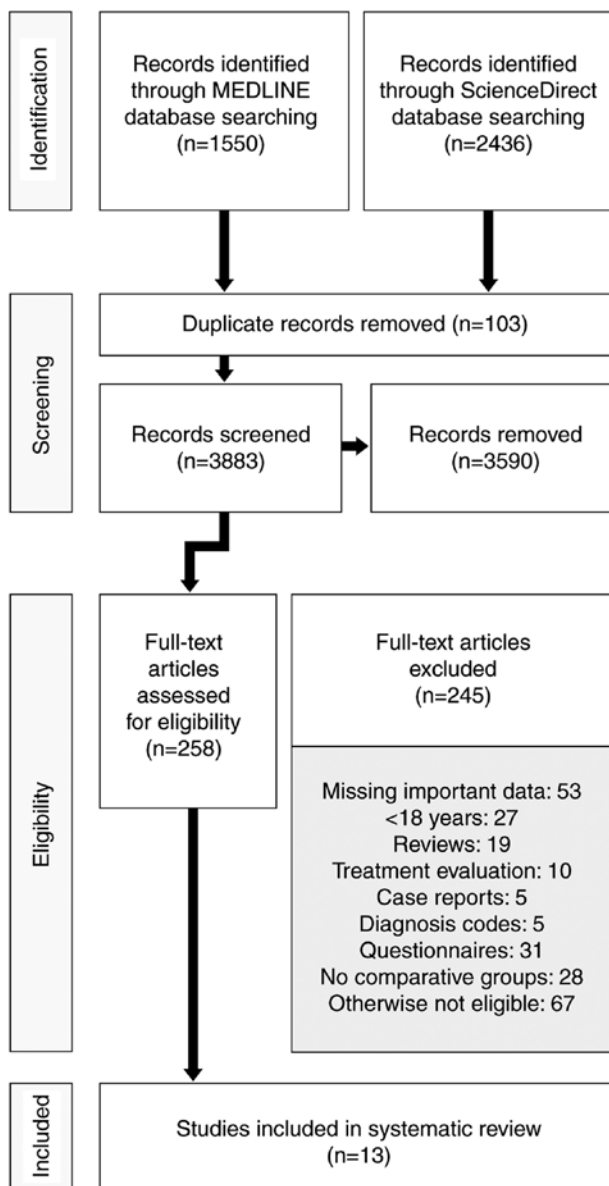 Identification
Records identified
through MEDLINE
database searching
(n=1550)
Records identified
through ScienceDirect
database searching
(n=2436)
Screening
Duplicate records removed (n=103)
Records screened
(n=3883)
Records removed
(n=3590)
Eligibility
Full-text
articles
assessed
for eligibility
(n=258)
Full-text articles
excluded
(n=245)
Missing important data: 53
<18 years: 27
Reviews: 19
Treatment evaluation: 10
Case reports: 5
Diagnosis codes: 5
Questionnaires: 31
No comparative groups: 28
Otherwise not eligible: 67
Included
Studies included in systematic review
(n=13)